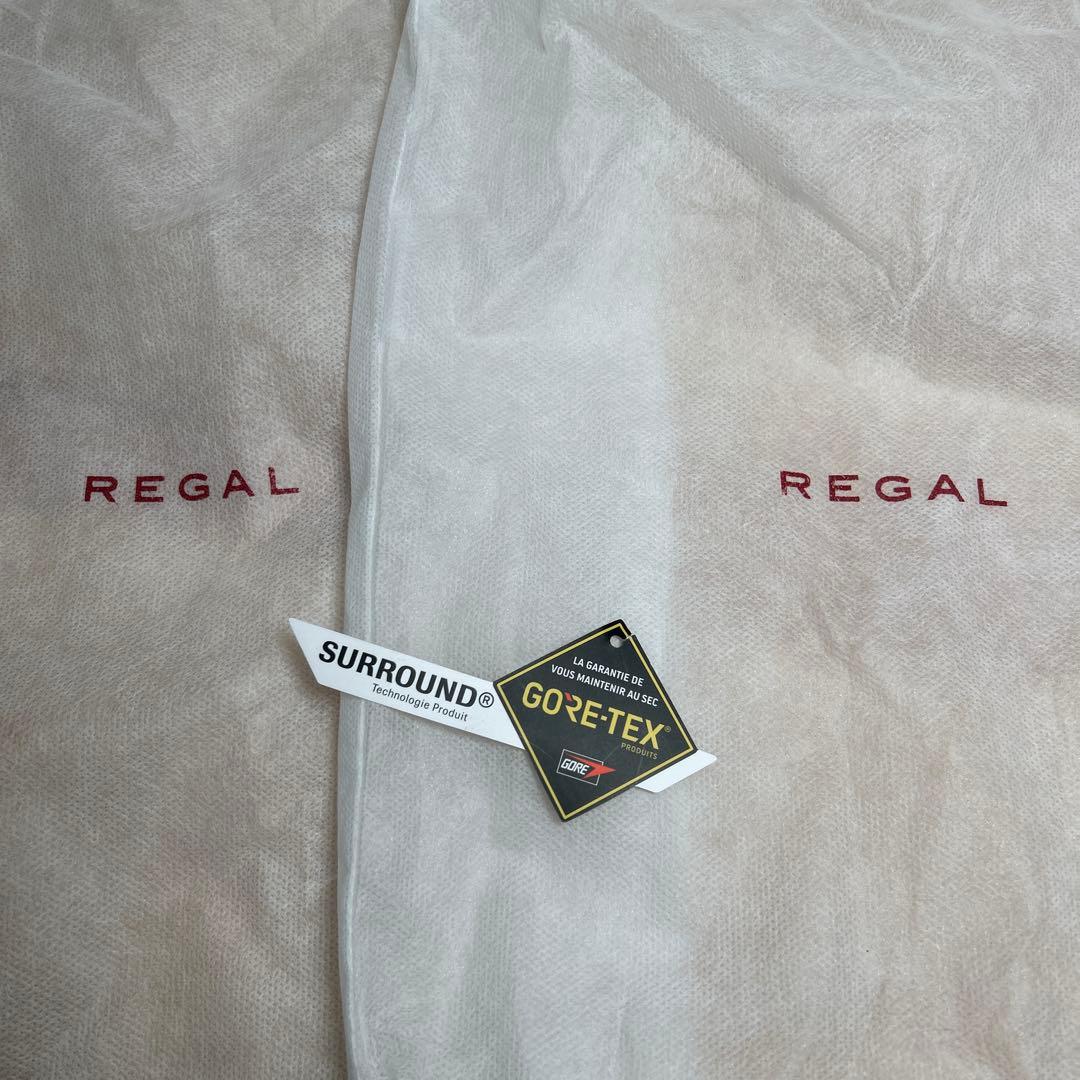 REGAL
REGAL
SURROUND®
Technologie Produit
LA GARANTIE DE
VOUS MAINTENIR AU SEC
GORE-TEX®
PRODUITS
GORE